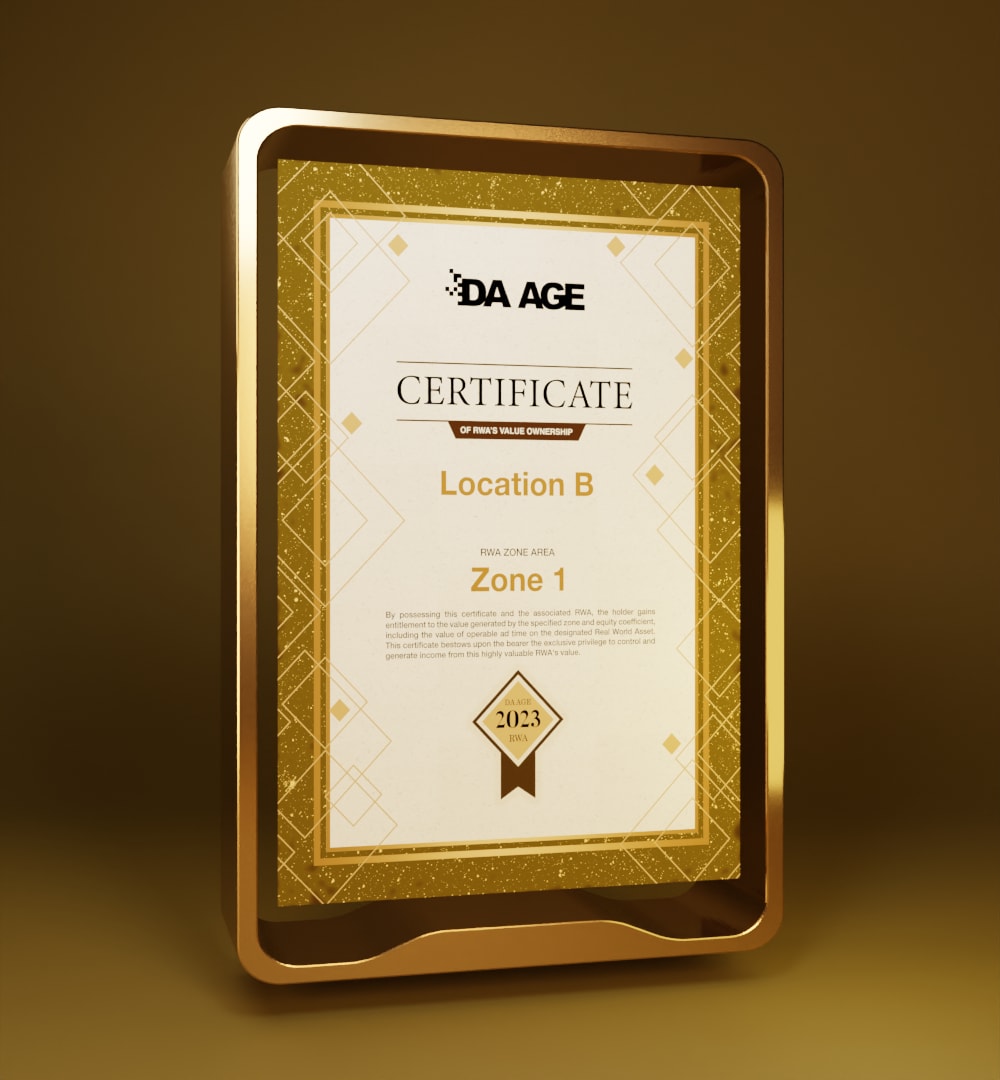 DA AGE
CERTIFICATE
OF RWA'S VALUE OWNERSHIP
Location B
RWA ZONE AREA
Zone 1
By possessing this certificate and the associated RWA, the holder gains
entitlement to the value generated by the specified zone and equity coefficient,
including the value of operable ad time on the designated Real World Asset.
This certificate bestows upon the bearer the exclusive privilege to control and
generate income from this highly valuable RWA's value.
DA AGE
2023
RWA